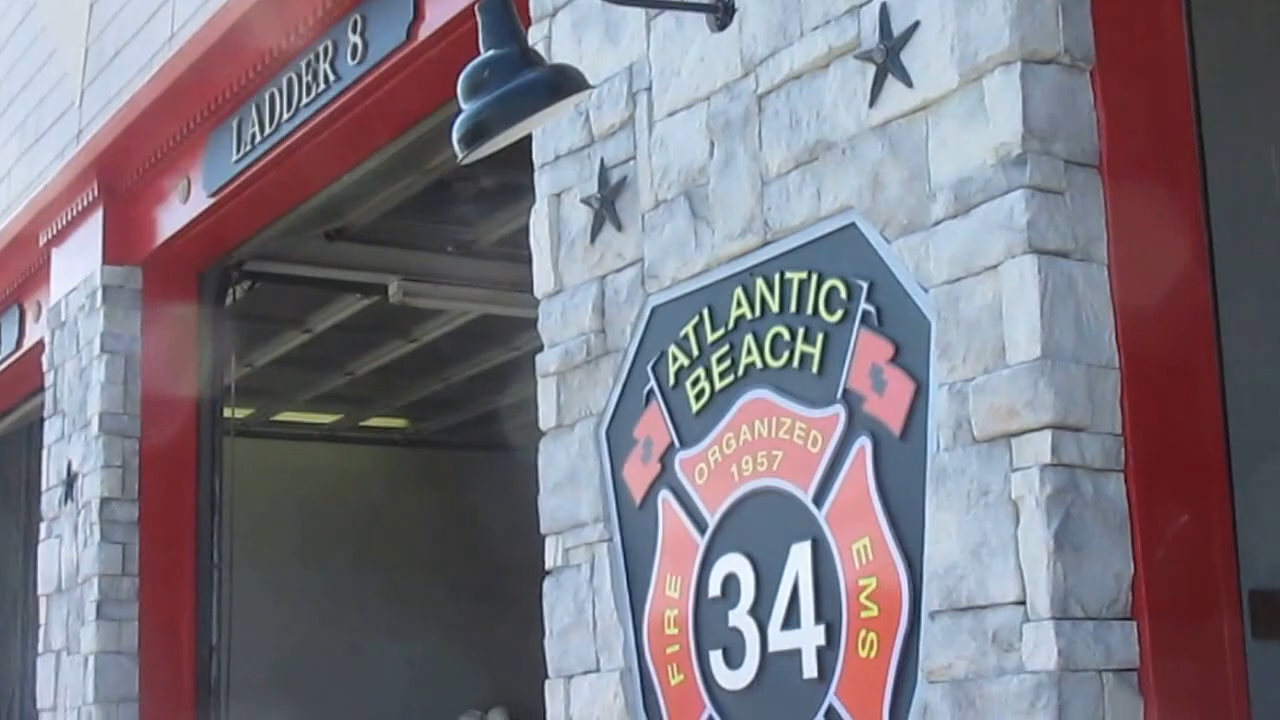 LADDER 8
ATLANTIC
BEACH
ORGANIZED
1957
FIRE
34
EMS